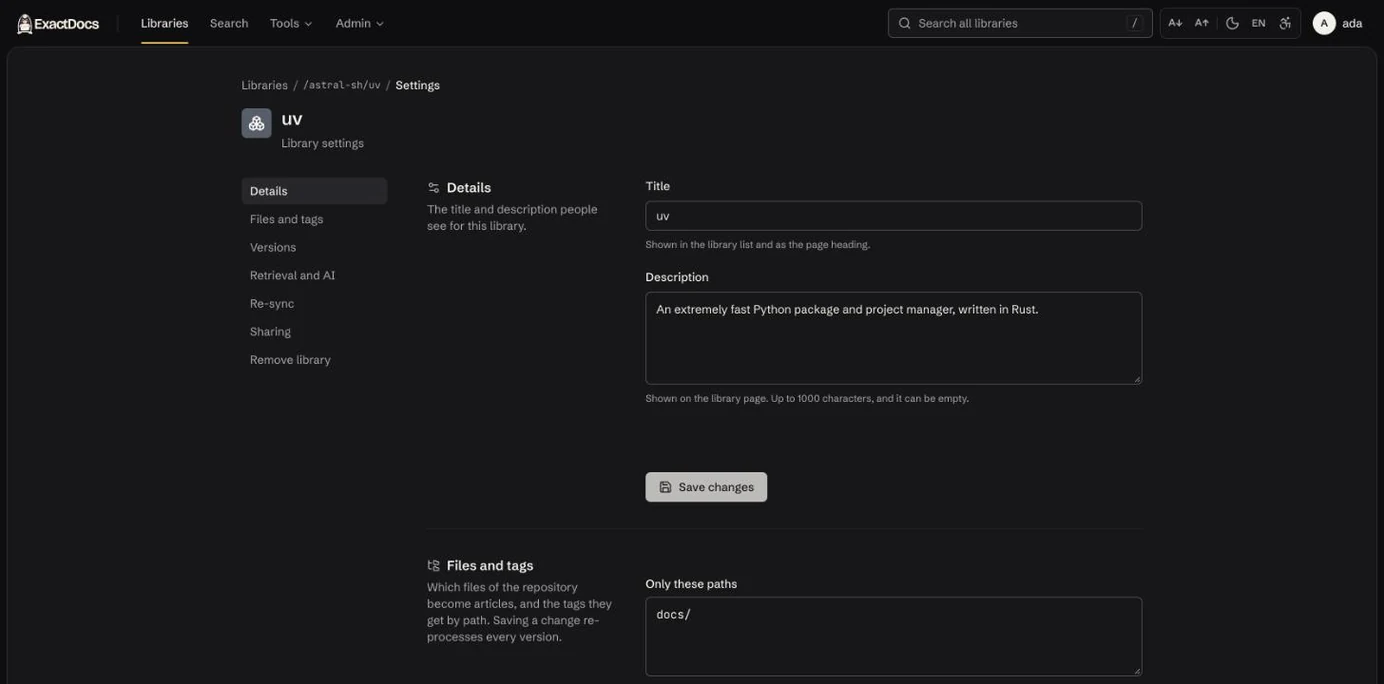 ExactDocs
Libraries
Search
Tools
Admin
Search all libraries
/
A↓
A↑
EN
A
ada
Libraries / /astral-sh/uv / Settings
uv
Library settings
Details
Files and tags
Versions
Retrieval and AI
Re-sync
Sharing
Remove library
Details
The title and description people
see for this library.
Title
uv
Shown in the library list and as the page heading.
Description
An extremely fast Python package and project manager, written in Rust.
Shown on the library page. Up to 1000 characters, and it can be empty.
Save changes
Files and tags
Which files of the repository
become articles, and the tags they
get by path. Saving a change re-
processes every version.
Only these paths
docs/